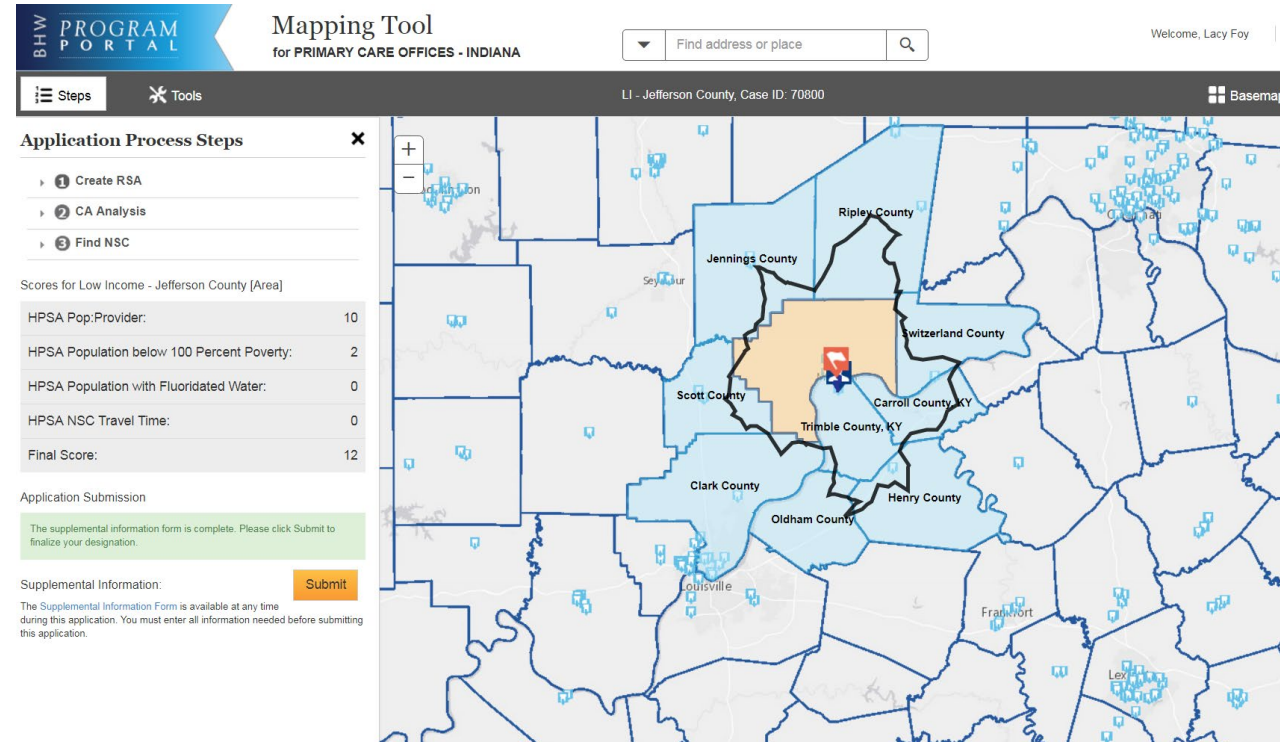 BHW
PROGRAM
PORTAL
Mapping Tool
for PRIMARY CARE OFFICES - INDIANA
Find address or place
Welcome, Lacy Foy
Steps
Tools
LI - Jefferson County, Case ID: 70800
Basemap
Application Process Steps
1 Create RSA
2 CA Analysis
3 Find NSC
Scores for Low Income - Jefferson County [Area]
HPSA Pop:Provider: 10
HPSA Population below 100 Percent Poverty: 2
HPSA Population with Fluoridated Water: 0
HPSA NSC Travel Time: 0
Final Score: 12
Application Submission
The supplemental information form is complete. Please click Submit to
finalize your designation.
Supplemental Information:
Submit
The Supplemental Information Form is available at any time
during this application. You must enter all information needed before submitting
this application.
+
−
Ripley County
Jennings County
Switzerland County
Scott County
Carroll County, KY
Trimble County, KY
Clark County
Henry County
Oldham County
Louisville
Frankfort